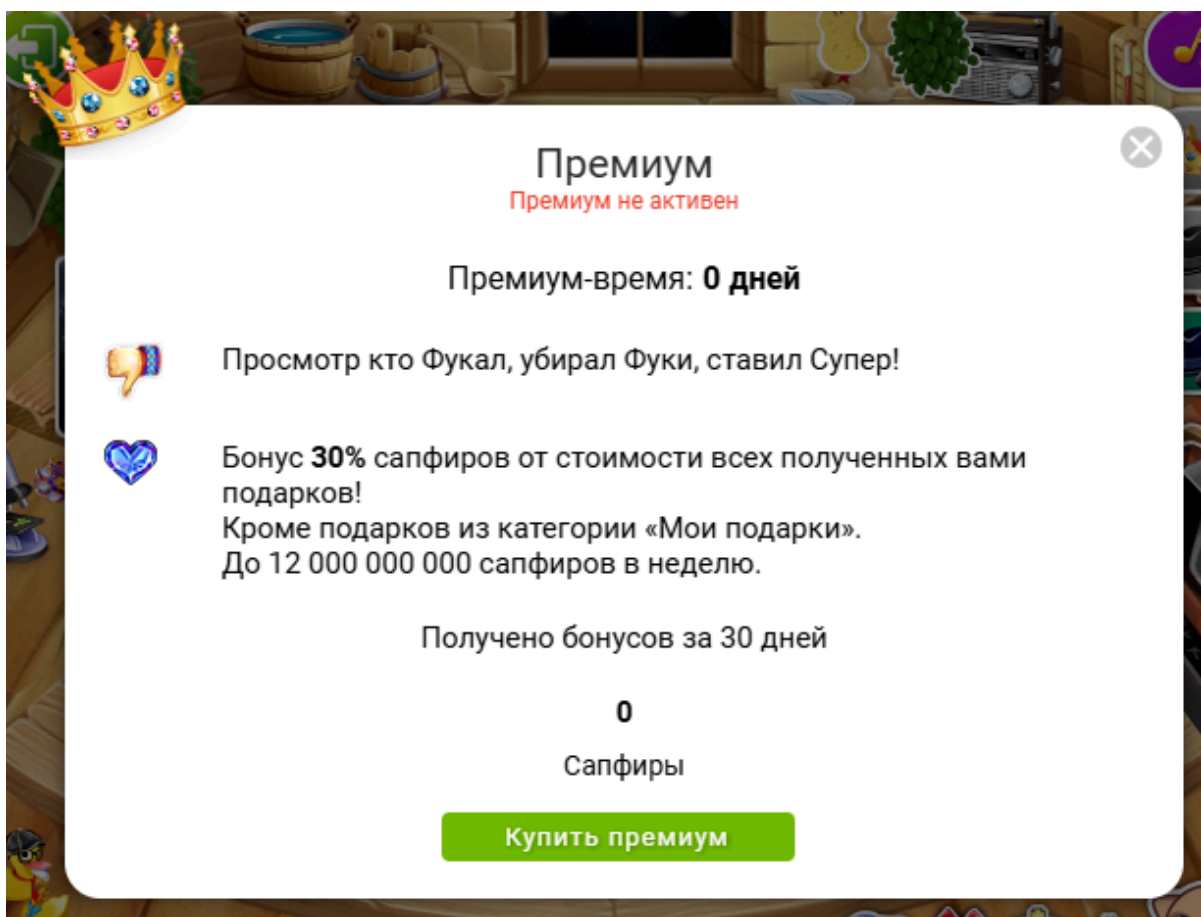 Премиум
Премиум не активен
Премиум-время: 0 дней
Просмотр кто Фукал, убирал Фуки, ставил Супер!
Бонус 30% сапфиров от стоимости всех полученных вами
подарков!
Кроме подарков из категории «Мои подарки».
До 12 000 000 000 сапфиров в неделю.
Получено бонусов за 30 дней
0
Сапфиры
Купить премиум